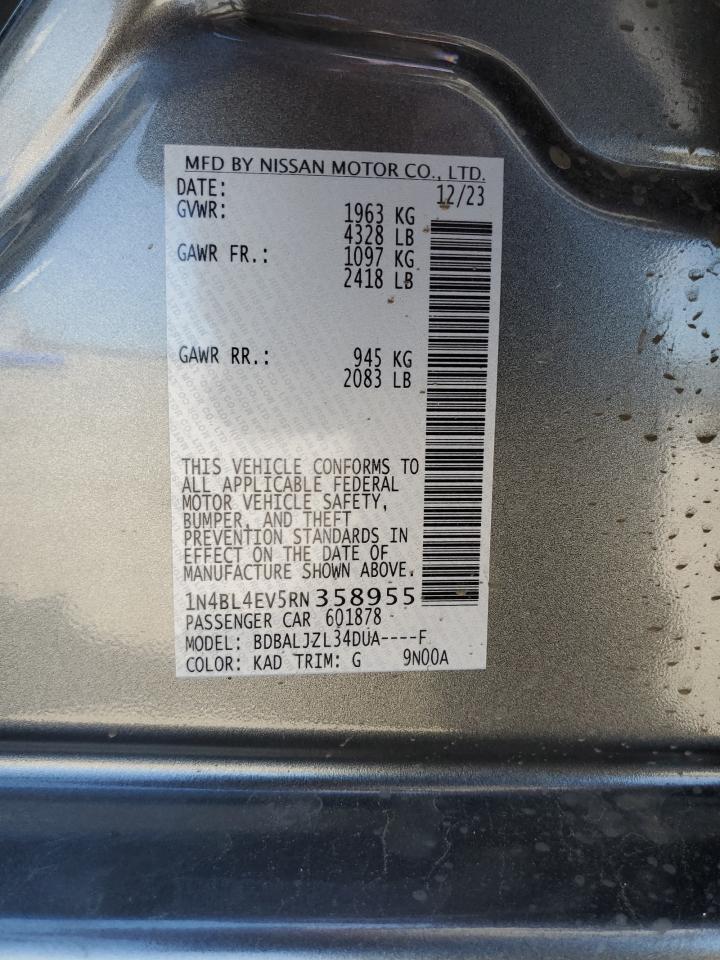 MFD BY NISSAN MOTOR CO., LTD.
DATE: 12/23
GVWR: 1963 KG
4328 LB
GAWR FR.: 1097 KG
2418 LB
GAWR RR.: 945 KG
2083 LB
THIS VEHICLE CONFORMS TO
ALL APPLICABLE FEDERAL
MOTOR VEHICLE SAFETY,
BUMPER, AND THEFT
PREVENTION STANDARDS IN
EFFECT ON THE DATE OF
MANUFACTURE SHOWN ABOVE.
1N4BL4EV5RN358955
PASSENGER CAR 601878
MODEL: BDBALJZL34DUA----F
COLOR: KAD TRIM: G 9N00A